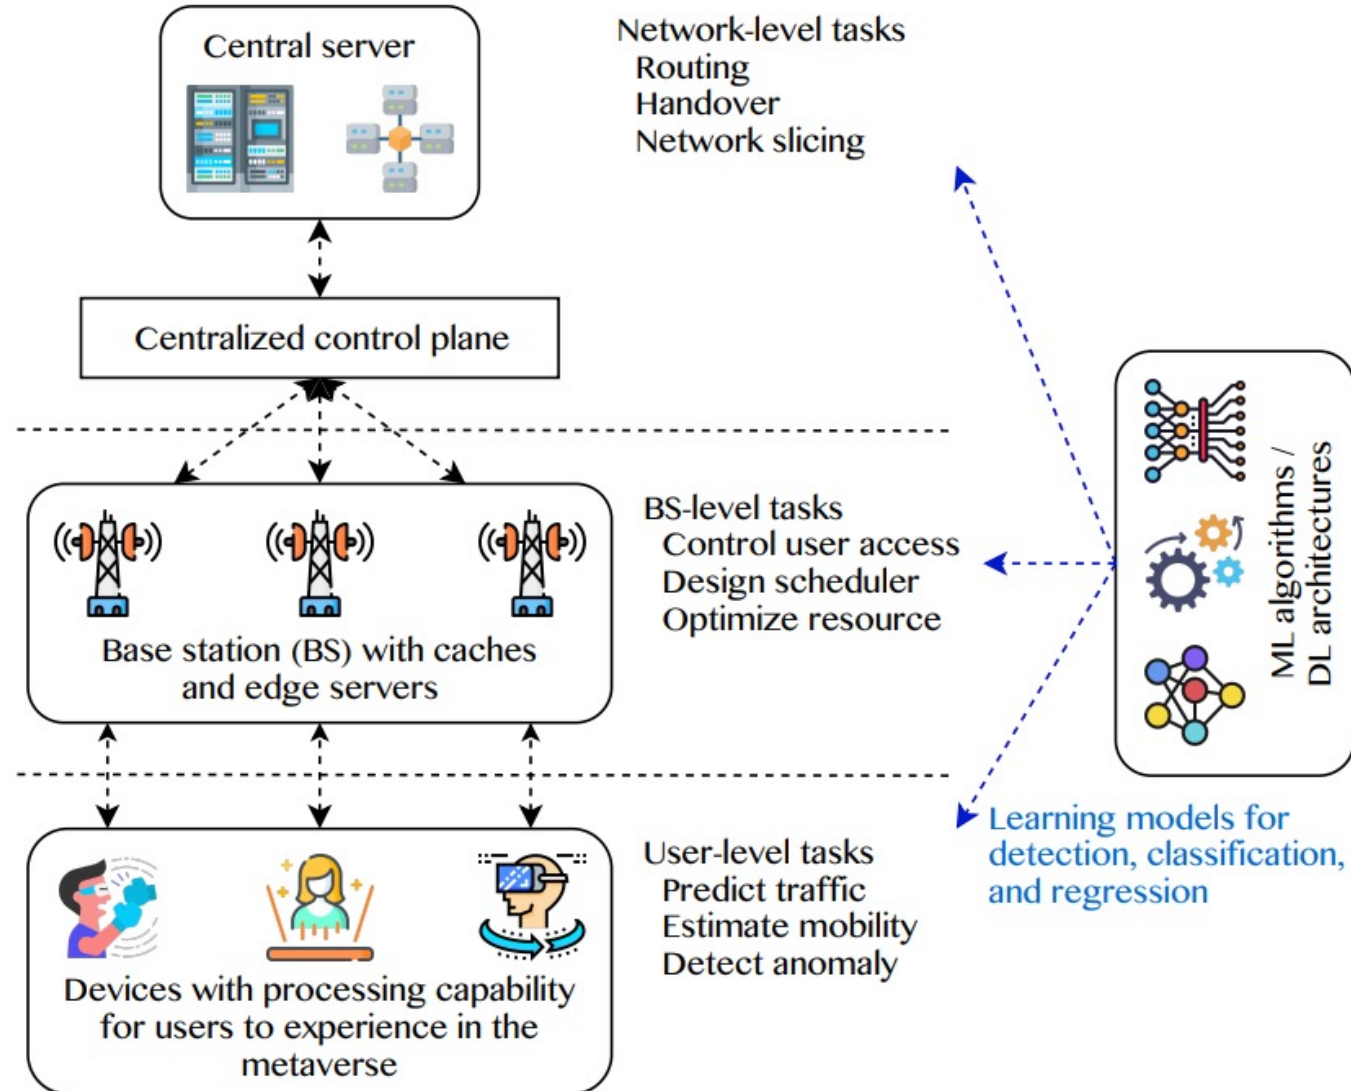 Central server
Network-level tasks
Routing
Handover
Network slicing
Centralized control plane
BS-level tasks
Control user access
Design scheduler
Optimize resource
Base station (BS) with caches
and edge servers
ML algorithms /
DL architectures
Learning models for
detection, classification,
and regression
User-level tasks
Predict traffic
Estimate mobility
Detect anomaly
Devices with processing capability
for users to experience in the
metaverse